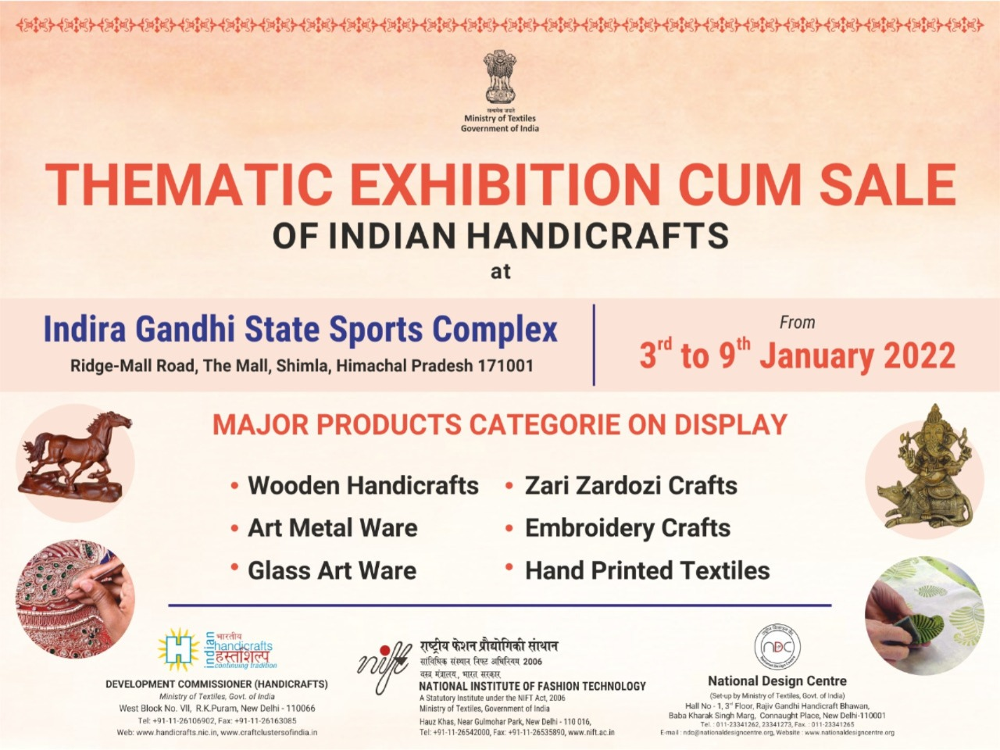 सत्यमेव जयते
Ministry of Textiles
Government of India
THEMATIC EXHIBITION CUM SALE
OF INDIAN HANDICRAFTS
at
Indira Gandhi State Sports Complex
Ridge-Mall Road, The Mall, Shimla, Himachal Pradesh 171001
From
3rd to 9th January 2022
MAJOR PRODUCTS CATEGORIE ON DISPLAY
• Wooden Handicrafts
• Art Metal Ware
• Glass Art Ware
• Zari Zardozi Crafts
• Embroidery Crafts
• Hand Printed Textiles
H
indian
भारतीय
handicrafts
हस्तशिल्प
continuing tradition
DEVELOPMENT COMMISSIONER (HANDICRAFTS)
Ministry of Textiles, Govt. of India
West Block No. VII, R.K.Puram, New Delhi - 110066
Tel: +91-11-26106902, Fax: +91-11-26163085
Web: www.handicrafts.nic.in, www.craftclustersofindia.in
nift
राष्ट्रीय फेशन प्रौद्योगिकी संस्थान
सांविधिक संस्थान निफ्ट अधिनियम 2006
वस्त्र मंत्रालय, भारत सरकार
NATIONAL INSTITUTE OF FASHION TECHNOLOGY
A Statutory Institute under the NIFT Act, 2006
Ministry of Textiles, Government of India
Hauz Khas, Near Gulmohar Park, New Delhi - 110 016,
Tel: +91-11-26542000, Fax: +91-11-26535890, www.nift.ac.in
NDC
National Design Centre
National Design Centre
(Set-up by Ministry of Textiles, Govt. of India)
Hall No - 1, 3rd Floor, Rajiv Gandhi Handicraft Bhawan,
Baba Kharak Singh Marg, Connaught Place, New Delhi-110001
Tel. : 011-23341262, 23341273, Fax. : 011-23341265
E-mail : ndc@nationaldesigncentre.org, Website : www.nationaldesigncentre.org